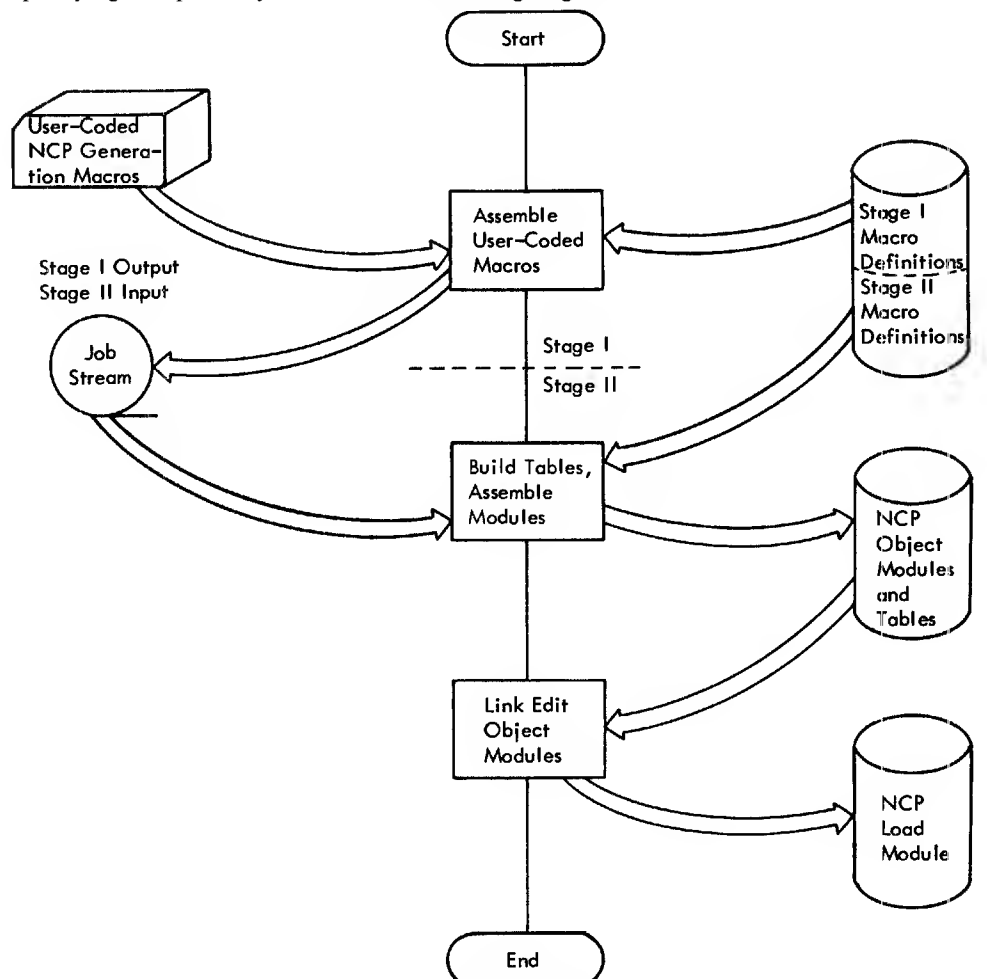 Start
User-Coded
NCP Genera-
tion Macros
Assemble
User-Coded
Macros
Stage I
Macro
Definitions
Stage II
Macro
Definitions
Stage I Output
Stage II Input
Job
Stream
Stage I
Stage II
Build Tables,
Assemble
Modules
NCP
Object
Modules
and
Tables
Link Edit
Object
Modules
NCP
Load
Module
End